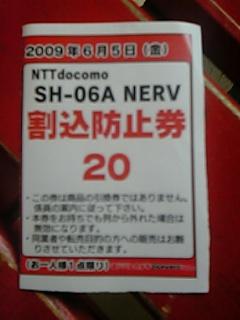 2009年6月5日(金)
NTTdocomo
SH-06A NERV
割込防止券
20
・この券は商品の引換券ではありません。
係員の案内に従って下さい。
・本券をお持ちでも列から外れた場合は
無効になります。
・同業者や転売目的の方への販売はお断
りさせていただきます。
(お一人様1点限り)